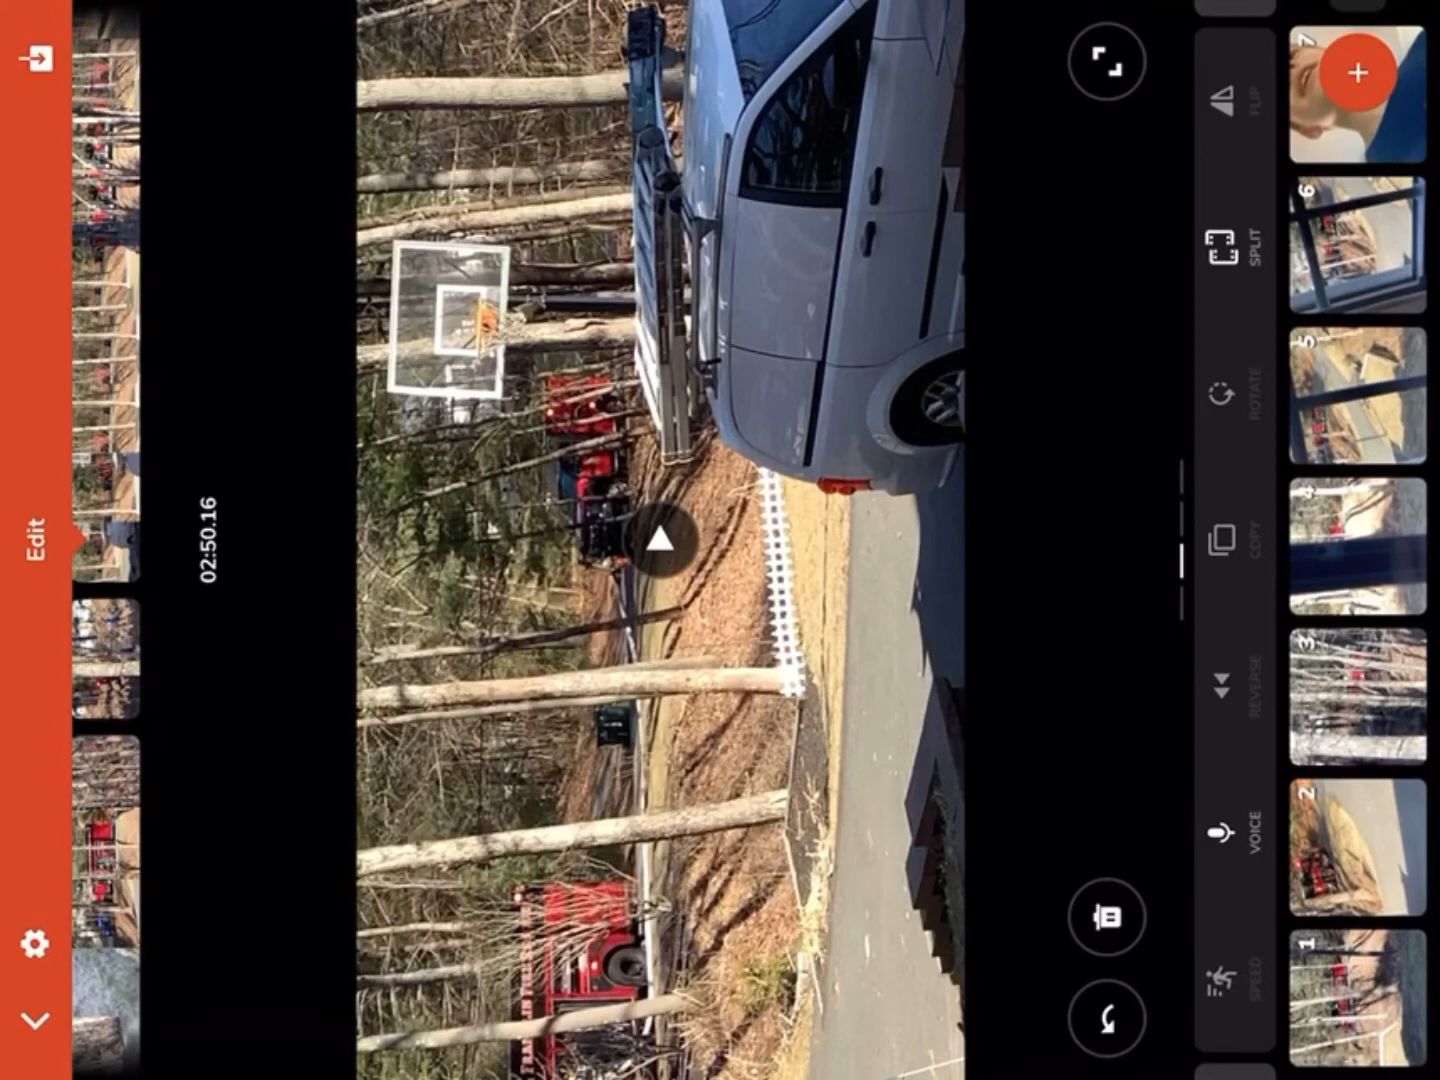 Edit
02:50.16
SPEED
VOICE
REVERSE
COPY
ROTATE
SPLIT
FLIP
1
2
3
4
5
6
7